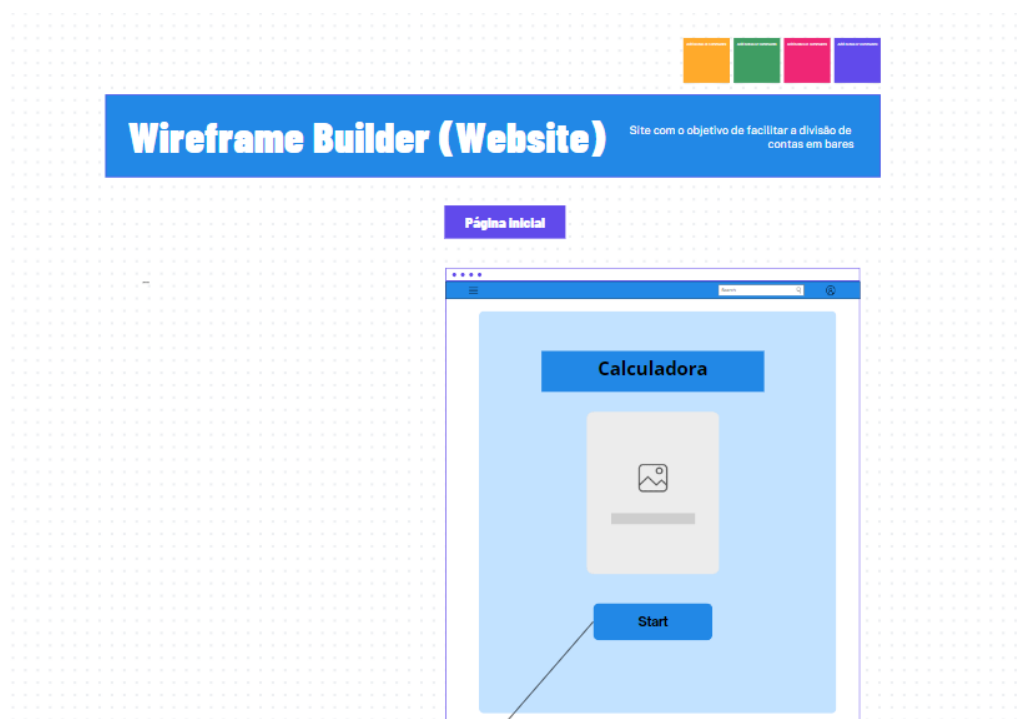 Wireframe Builder (Website)
Site com o objetivo de facilitar a divisão de
contas em bares
Página Inicial
Search
Calculadora
Start